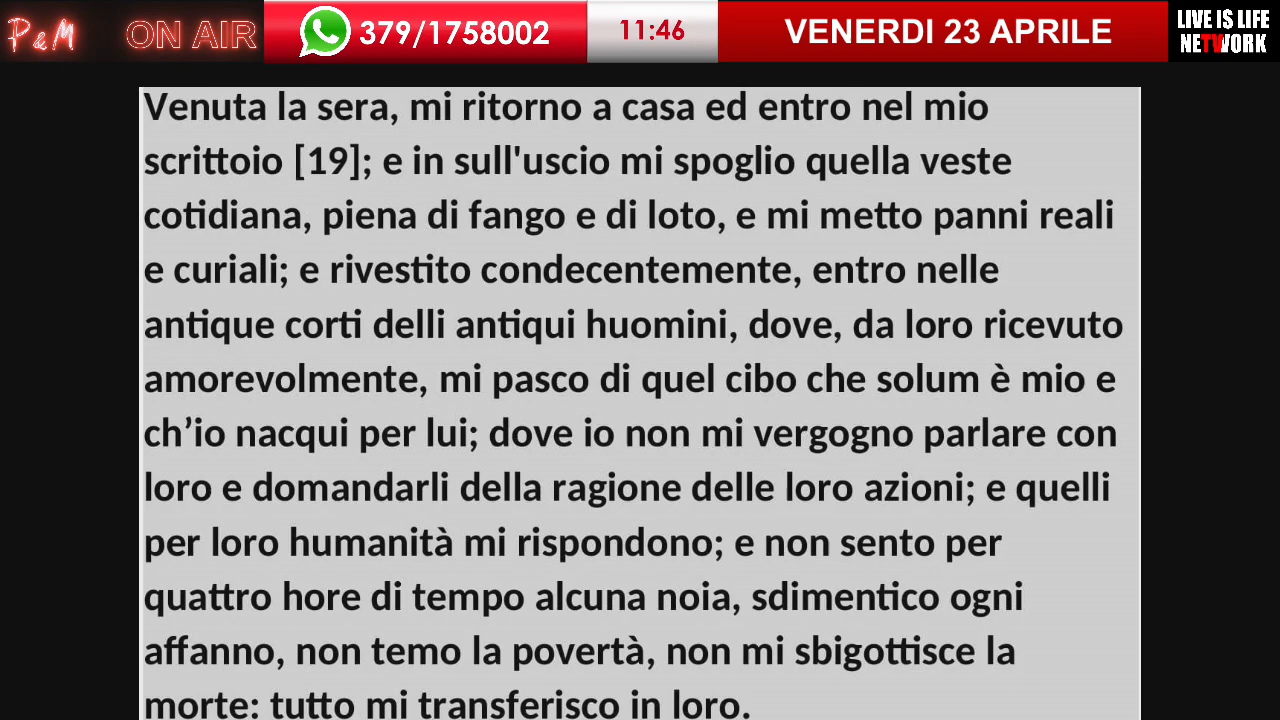 P&M
ON AIR
379/1758002
11:46
VENERDI 23 APRILE
LIVE IS LIFE
NETWORK
Venuta la sera, mi ritorno a casa ed entro nel mio
scrittoio [19]; e in sull'uscio mi spoglio quella veste
cotidiana, piena di fango e di loto, e mi metto panni reali
e curiali; e rivestito condecentemente, entro nelle
antique corti delli antiqui huomini, dove, da loro ricevuto
amorevolmente, mi pasco di quel cibo che solum è mio e
ch’io nacqui per lui; dove io non mi vergogno parlare con
loro e domandarli della ragione delle loro azioni; e quelli
per loro humanità mi rispondono; e non sento per
quattro hore di tempo alcuna noia, sdimentico ogni
affanno, non temo la povertà, non mi sbigottisce la
morte: tutto mi transferisco in loro.